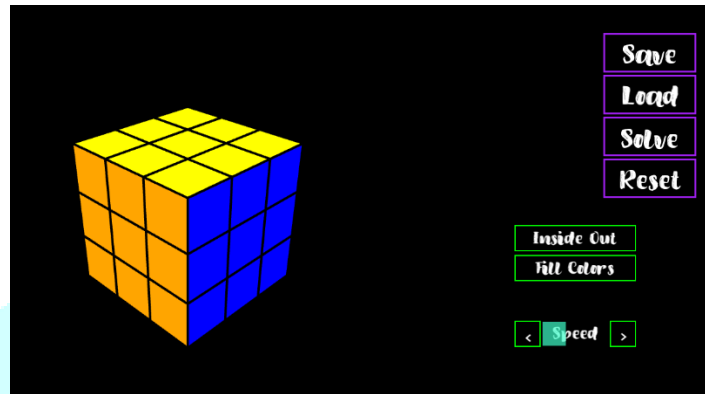 Save
Load
Solve
Reset
Inside Out
Fill Colors
< Speed >